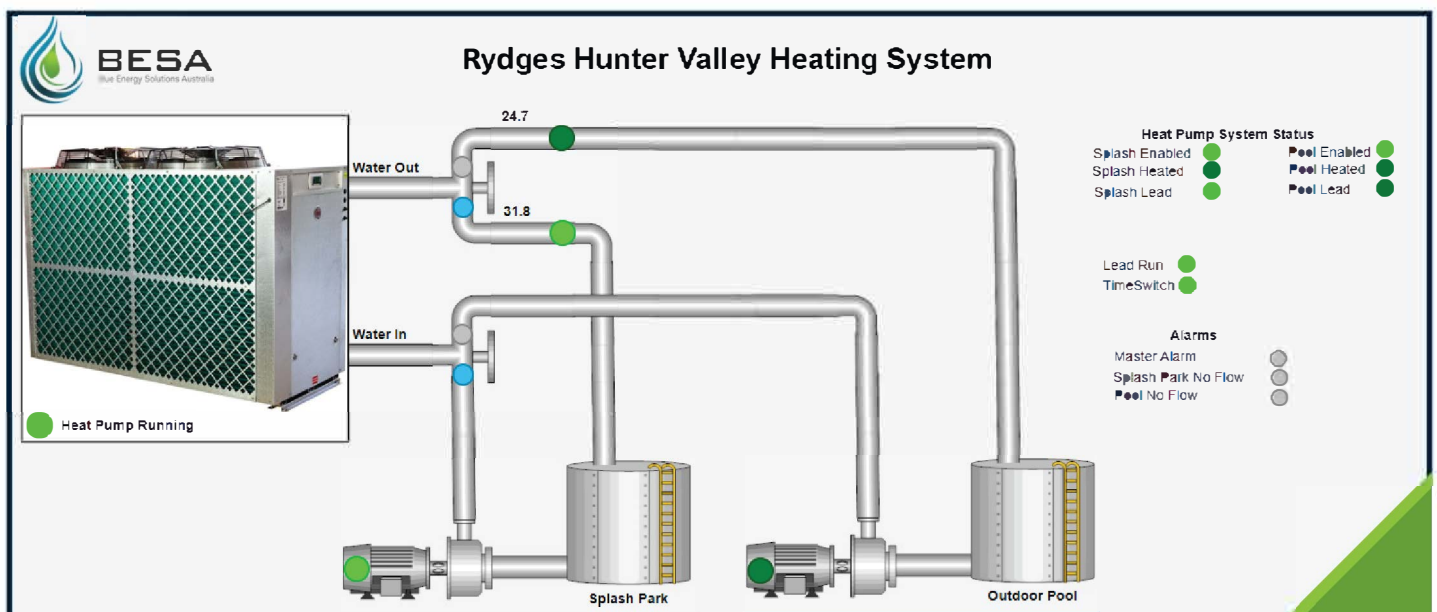 BESA
Blue Energy Solutions Australia
Rydges Hunter Valley Heating System
24.7
Water Out
31.8
Water In
Heat Pump Running
Splash Park
Outdoor Pool
Heat Pump System Status
Splash Enabled
Pool Enabled
Splash Heated
Pool Heated
Splash Lead
Pool Lead
Lead Run
TimeSwitch
Alarms
Master Alarm
Splash Park No Flow
Pool No Flow